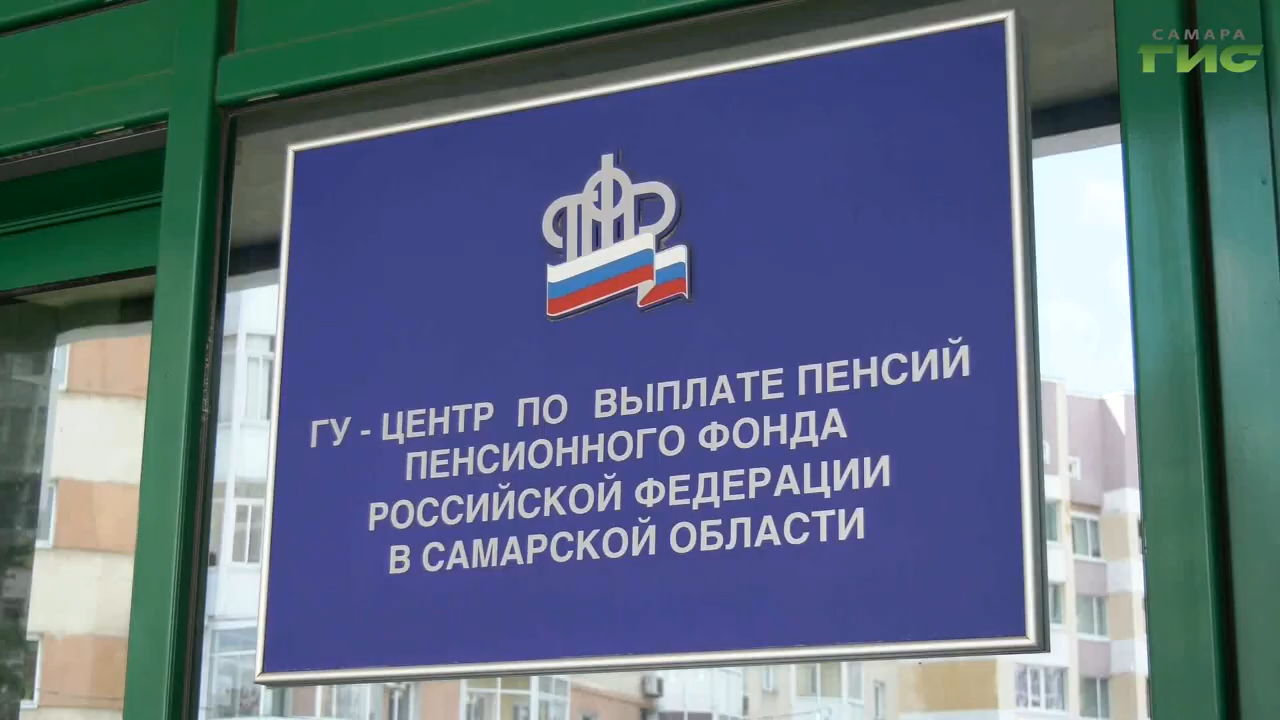 САМАРА
ГИС
ПФР
ГУ - ЦЕНТР ПО ВЫПЛАТЕ ПЕНСИЙ
ПЕНСИОННОГО ФОНДА
РОССИЙСКОЙ ФЕДЕРАЦИИ
В САМАРСКОЙ ОБЛАСТИ